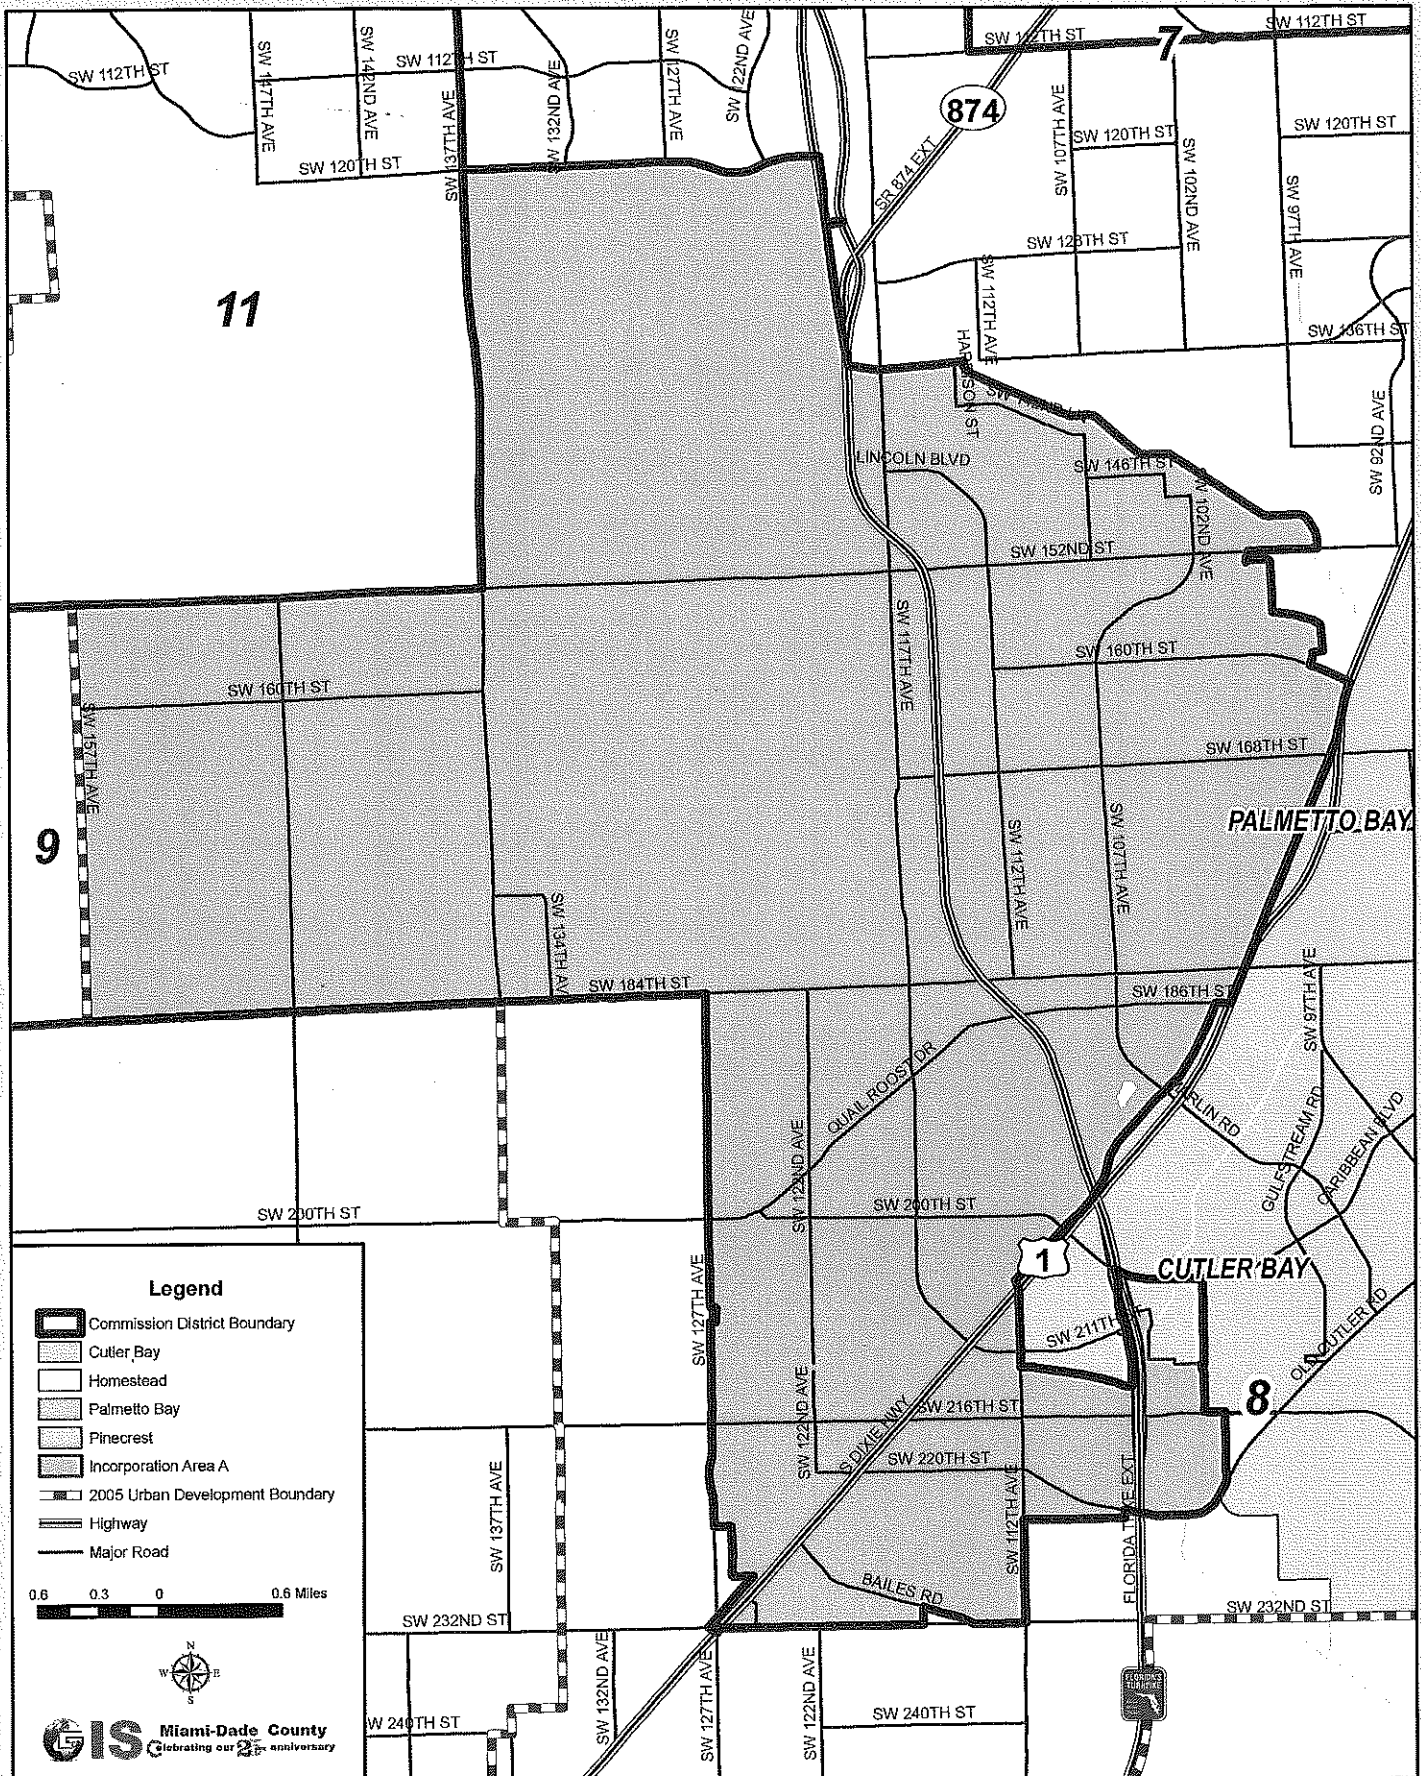 SW 112TH ST
7
SW 112TH ST
SW 112TH ST
SW 147TH AVE
SW 142ND AVE
SW 112TH ST
SW 137TH AVE
SW 132ND AVE
SW 127TH AVE
SW 122ND AVE
874
SR 874 EXT
SW 107TH AVE
SW 120TH ST
SW 102ND AVE
SW 120TH ST
SW 97TH AVE
SW 120TH ST
SW 128TH ST
SW 112TH AVE
11
SW 136TH ST
HARRISON ST
SW 92ND AVE
LINCOLN BLVD
SW 146TH ST
SW 102ND AVE
SW 152ND ST
SW 117TH AVE
SW 160TH ST
SW 160TH ST
SW 157TH AVE
SW 168TH ST
9
PALMETTO BAY
SW 112TH AVE
SW 107TH AVE
SW 134TH AV
SW 184TH ST
SW 186TH ST
SW 97TH AVE
QUAIL ROOST DR
SW 122ND AVE
MARLIN RD
GULFSTREAM RD
CARIBBEAN BLVD
SW 200TH ST
SW 200TH ST
1
CUTLER BAY
SW 127TH AVE
SW 211TH
OLD CUTLER RD
8
SW 122ND AVE
S DIXIE HWY
SW 216TH ST
SW 220TH ST
SW 137TH AVE
SW 112TH AVE
FLORIDA TPKE EXT
BAILES RD
SW 232ND ST
SW 232ND ST
SW 132ND AVE
SW 127TH AVE
SW 122ND AVE
SW 240TH ST
W 240TH ST
FLORIDA'S
TURNPIKE
Legend
Commission District Boundary
Cutler Bay
Homestead
Palmetto Bay
Pinecrest
Incorporation Area A
2005 Urban Development Boundary
Highway
Major Road
0.6 0.3 0 0.6 Miles
N
W E
S
GIS
Miami-Dade County
Celebrating our 25th anniversary